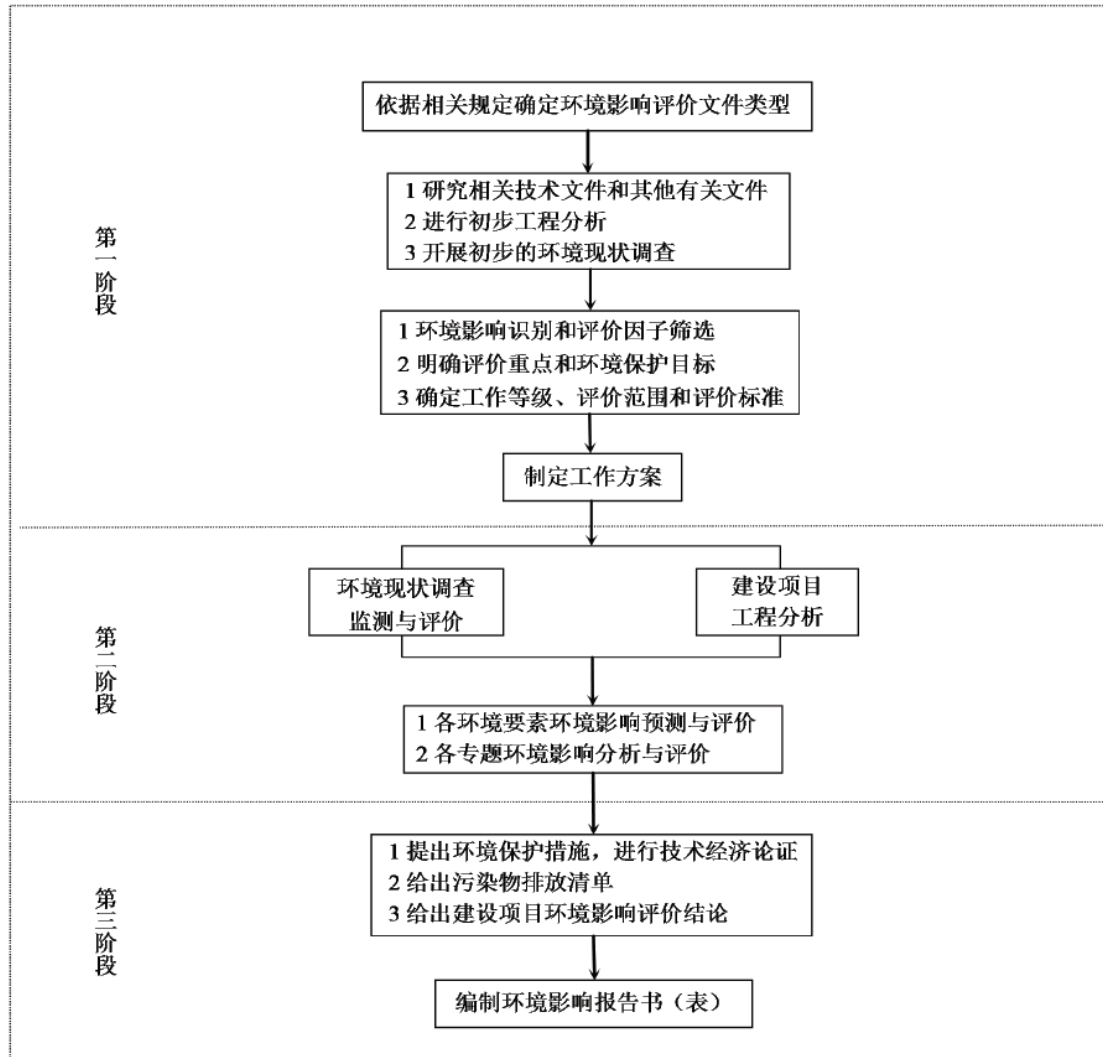 依据相关规定确定环境影响评价文件类型
1 研究相关技术文件和其他有关文件
2 进行初步工程分析
3 开展初步的环境现状调查
第一阶段
1 环境影响识别和评价因子筛选
2 明确评价重点和环境保护目标
3 确定工作等级、评价范围和评价标准
制定工作方案
环境现状调查
监测与评价
建设项目
工程分析
第二阶段
1 各环境要素环境影响预测与评价
2 各专题环境影响分析与评价
1 提出环境保护措施，进行技术经济论证
2 给出污染物排放清单
3 给出建设项目环境影响评价结论
第三阶段
编制环境影响报告书（表）